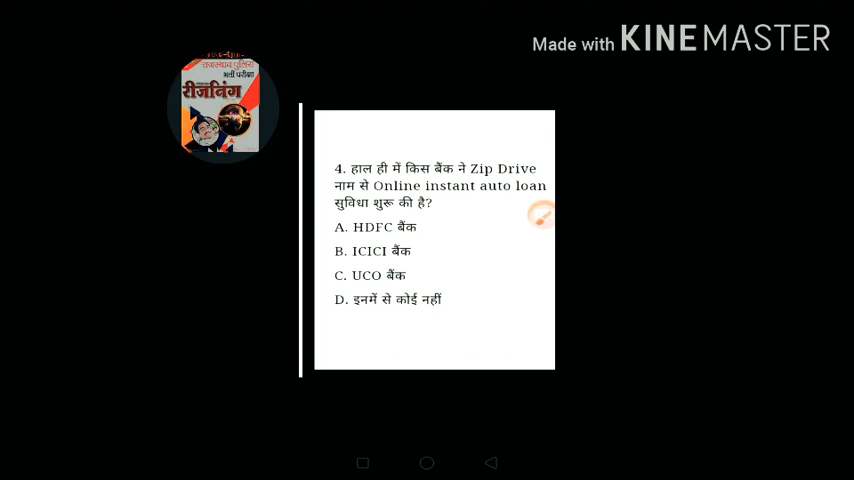 Made with KINEMASTER
राजस्थान पुलिस
भर्ती परीक्षा
रीजनिंग
4. हाल ही में किस बैंक ने Zip Drive
नाम से Online instant auto loan
सुविधा शुरू की है?
A. HDFC बैंक
B. ICICI बैंक
C. UCO बैंक
D. इनमें से कोई नहीं